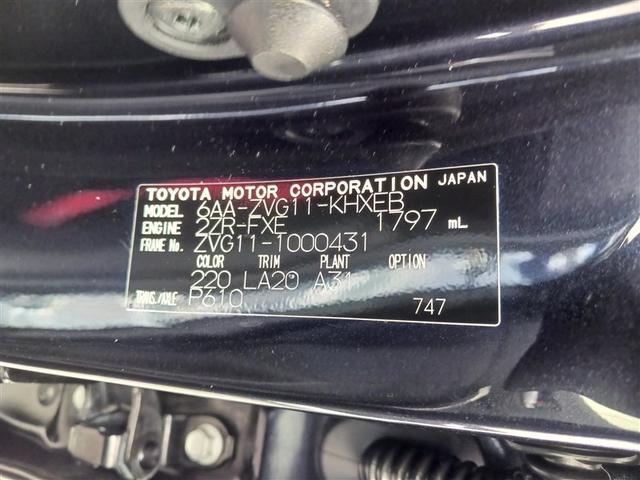 TOYOTA MOTOR CORPORATION JAPAN
MODEL 6AA-ZVG11-KHXEB
ENGINE 2ZR-FXE 1797 mL
FRAME No. ZVG11-1000431
COLOR TRIM PLANT OPTION
220 LA20 A31
TRANS./AXLE P610
747